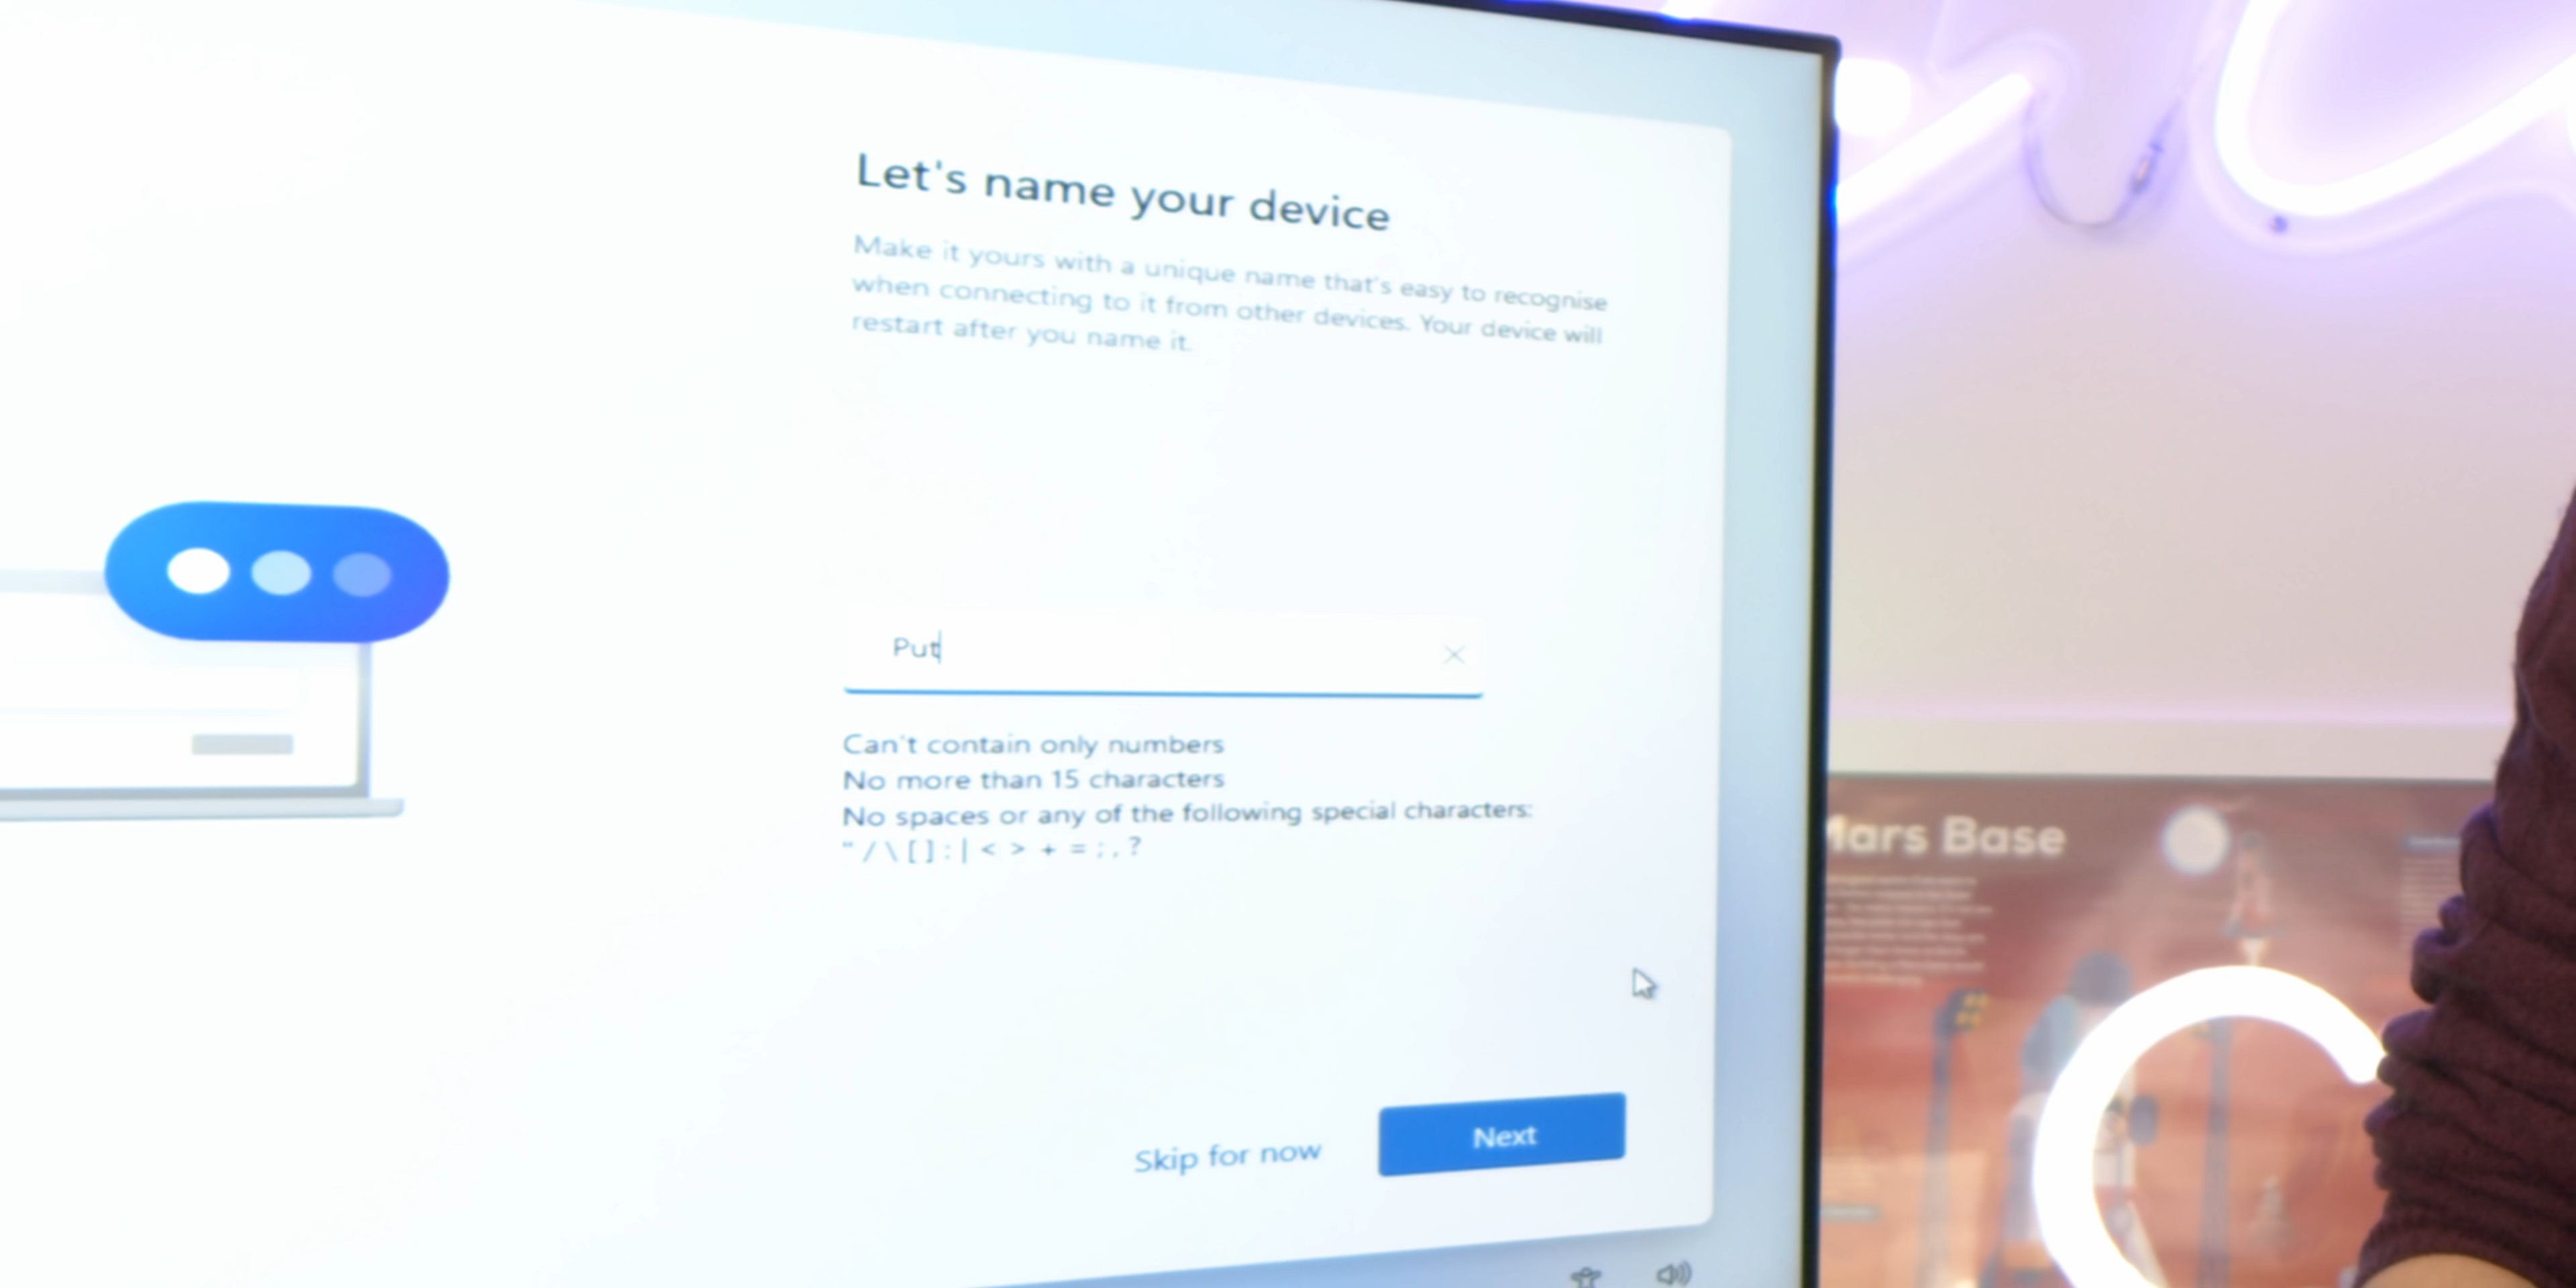 Let's name your device
Make it yours with a unique name that's easy to recognise
when connecting to it from other devices. Your device will
restart after you name it.
Put
Can't contain only numbers
No more than 15 characters
No spaces or any of the following special characters:
" / \ [ ] : | < > + = ; , ?
Skip for now
Next
Mars Base